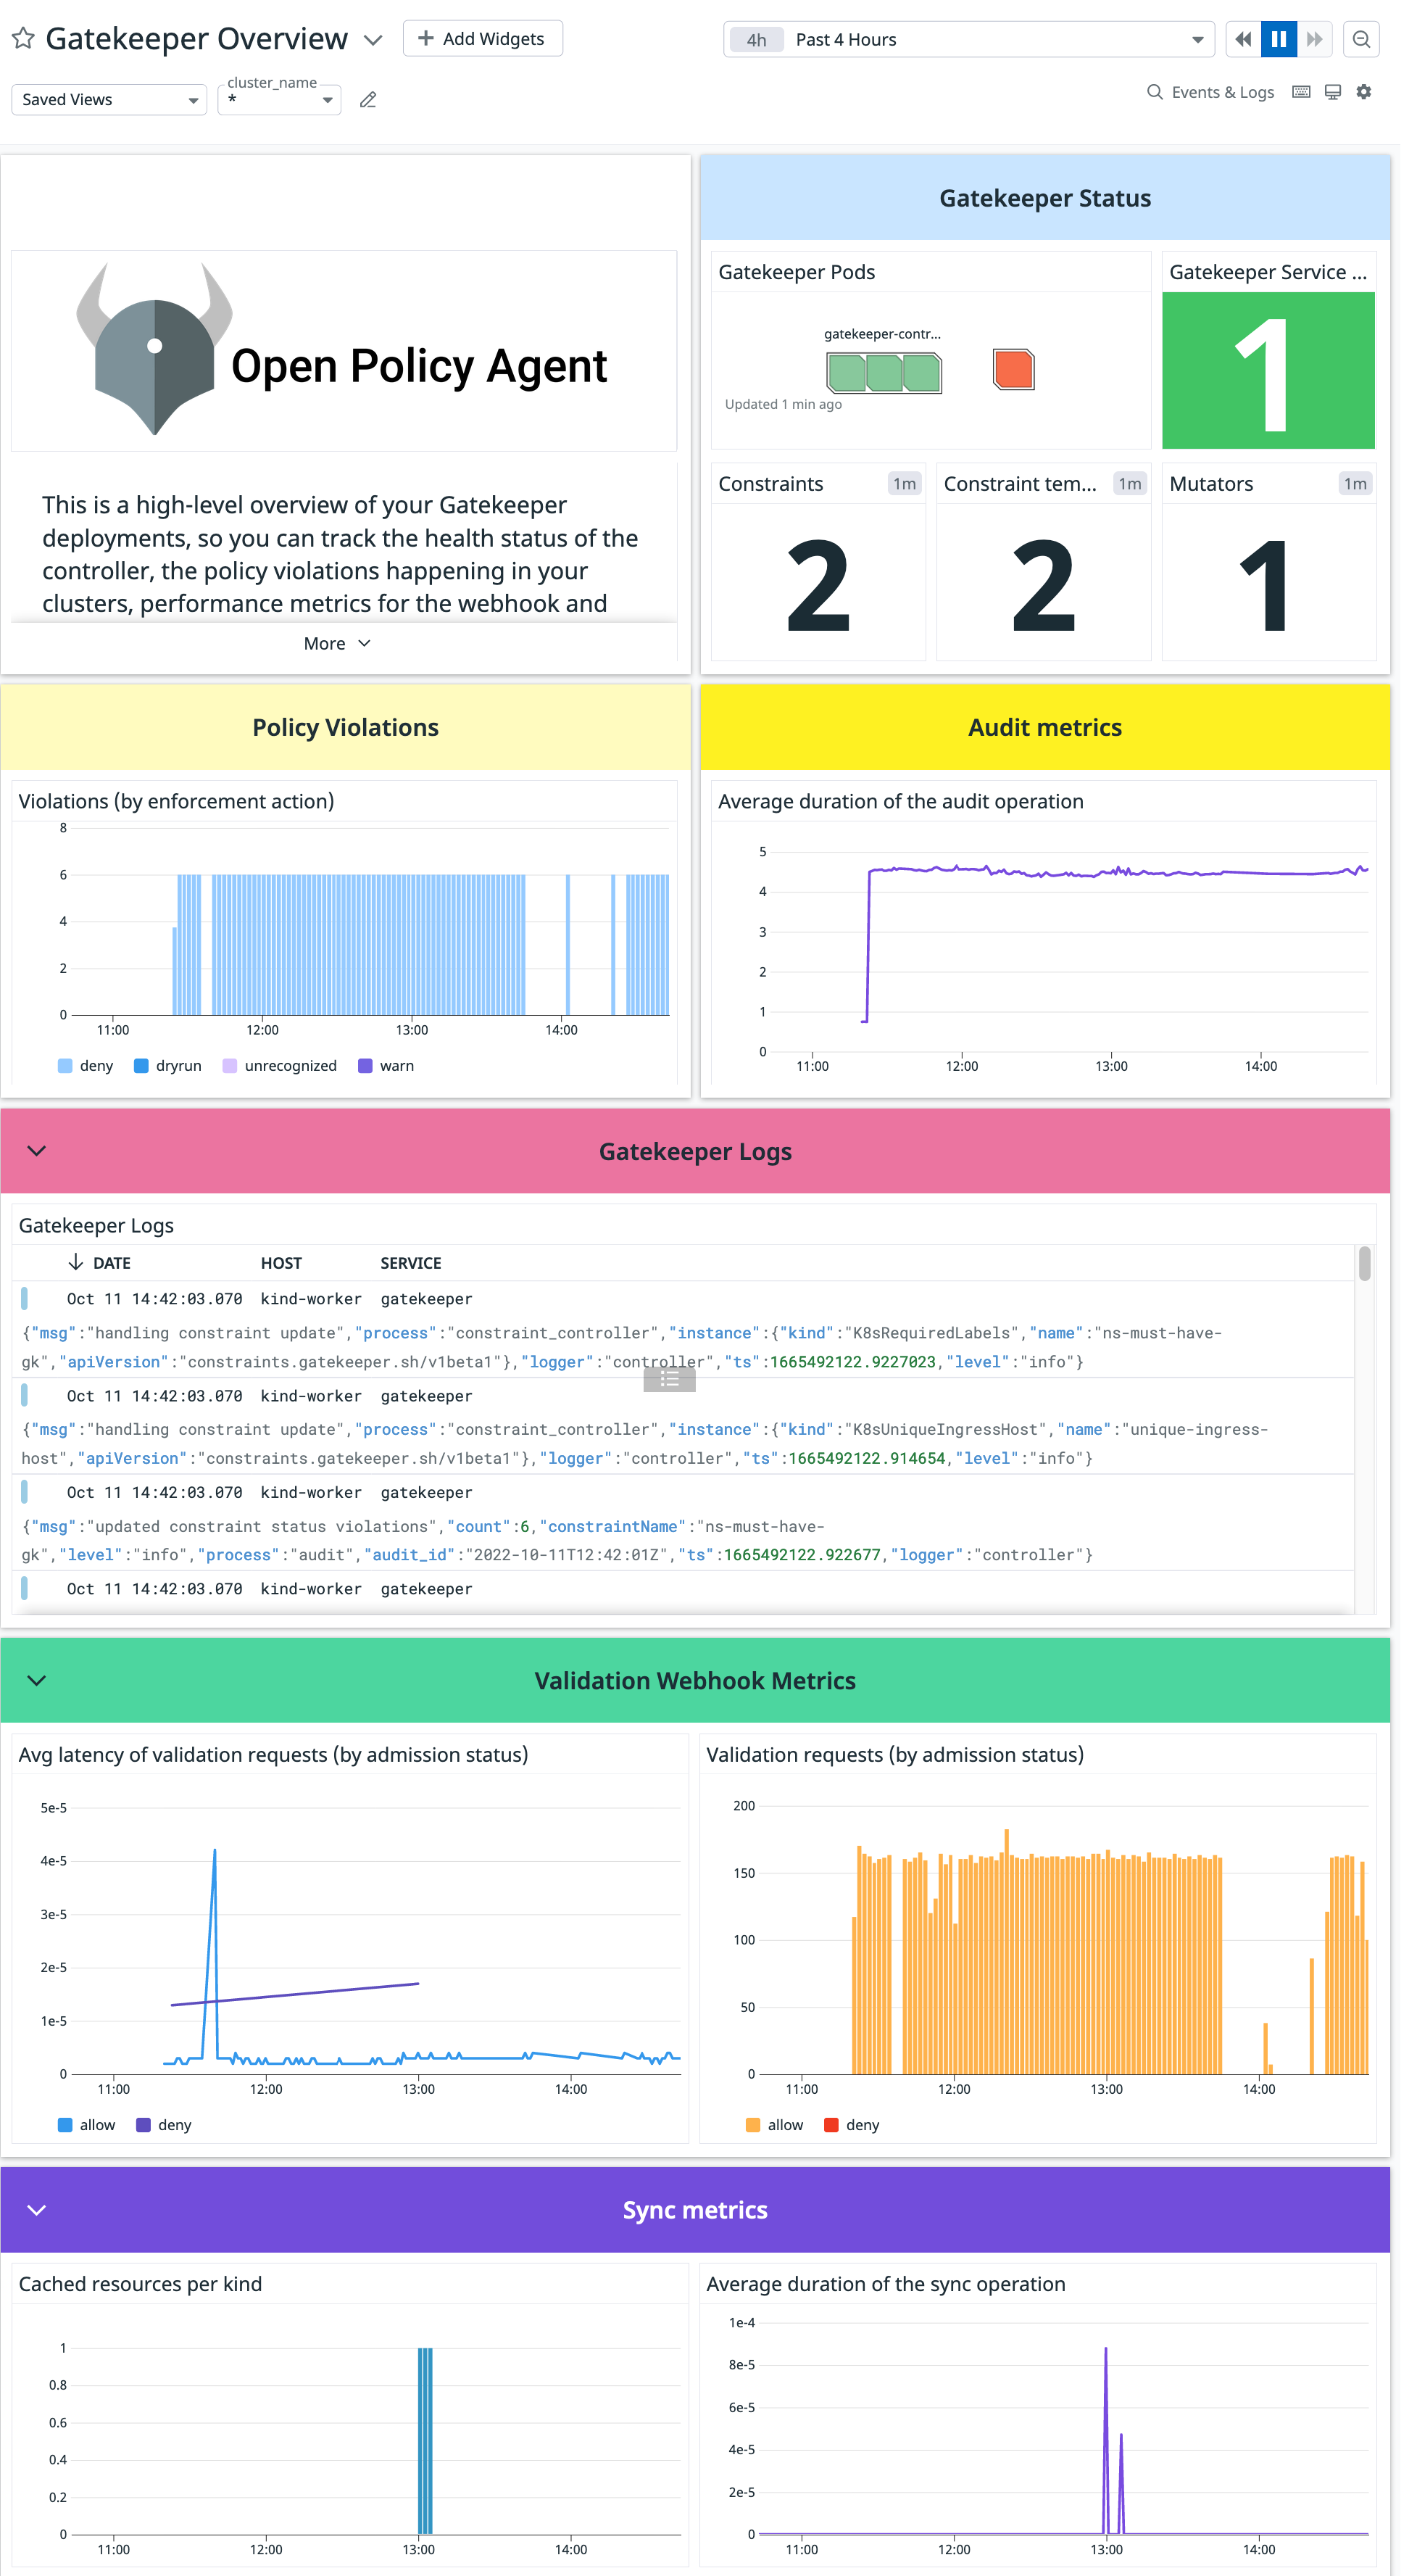 Gatekeeper Overview
Add Widgets
4h Past 4 Hours
Saved Views
cluster_name
*
Events & Logs
Open Policy Agent
This is a high-level overview of your Gatekeeper
deployments, so you can track the health status of the
controller, the policy violations happening in your
clusters, performance metrics for the webhook and
More
Gatekeeper Status
Gatekeeper Pods
gatekeeper-contr...
Updated 1 min ago
Gatekeeper Service ...
1
Constraints 1m
2
Constraint tem... 1m
2
Mutators 1m
1
Policy Violations
Violations (by enforcement action)
8
6
4
2
0
11:00 12:00 13:00 14:00
deny dryrun unrecognized warn
Audit metrics
Average duration of the audit operation
5
4
3
2
1
0
11:00 12:00 13:00 14:00
Gatekeeper Logs
Gatekeeper Logs
DATE HOST SERVICE
Oct 11 14:42:03.070 kind-worker gatekeeper
{"msg":"handling constraint update","process":"constraint_controller","instance":{"kind":"K8sRequiredLabels","name":"ns-must-have-
gk","apiVersion":"constraints.gatekeeper.sh/v1beta1"},"logger":"controller","ts":1665492122.9227023,"level":"info"}
Oct 11 14:42:03.070 kind-worker gatekeeper
{"msg":"handling constraint update","process":"constraint_controller","instance":{"kind":"K8sUniqueIngressHost","name":"unique-ingress-
host","apiVersion":"constraints.gatekeeper.sh/v1beta1"},"logger":"controller","ts":1665492122.914654,"level":"info"}
Oct 11 14:42:03.070 kind-worker gatekeeper
{"msg":"updated constraint status violations","count":6,"constraintName":"ns-must-have-
gk","level":"info","process":"audit","audit_id":"2022-10-11T12:42:01Z","ts":1665492122.922677,"logger":"controller"}
Oct 11 14:42:03.070 kind-worker gatekeeper
Validation Webhook Metrics
Avg latency of validation requests (by admission status)
5e-5
4e-5
3e-5
2e-5
1e-5
0
11:00 12:00 13:00 14:00
allow deny
Validation requests (by admission status)
200
150
100
50
0
11:00 12:00 13:00 14:00
allow deny
Sync metrics
Cached resources per kind
1
0.8
0.6
0.4
0.2
0
11:00 12:00 13:00 14:00
Average duration of the sync operation
1e-4
8e-5
6e-5
4e-5
2e-5
0
11:00 12:00 13:00 14:00